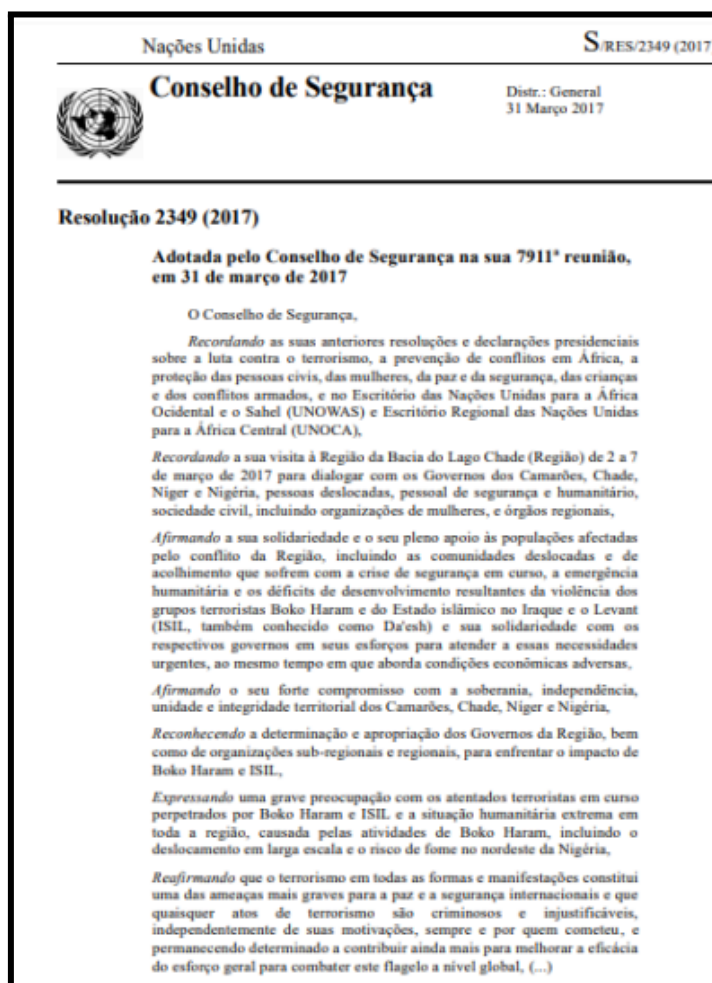 Nações Unidas
S/RES/2349 (2017)
Conselho de Segurança
Distr.: General
31 Março 2017
Resolução 2349 (2017)
Adotada pelo Conselho de Segurança na sua 7911ª reunião,
em 31 de março de 2017
O Conselho de Segurança,
Recordando as suas anteriores resoluções e declarações presidenciais
sobre a luta contra o terrorismo, a prevenção de conflitos em África, a
proteção das pessoas civis, das mulheres, da paz e da segurança, das crianças
e dos conflitos armados, e no Escritório das Nações Unidas para a África
Ocidental e o Sahel (UNOWAS) e Escritório Regional das Nações Unidas
para a África Central (UNOCA),
Recordando a sua visita à Região da Bacia do Lago Chade (Região) de 2 a 7
de março de 2017 para dialogar com os Governos dos Camarões, Chade,
Níger e Nigéria, pessoas deslocadas, pessoal de segurança e humanitário,
sociedade civil, incluindo organizações de mulheres, e órgãos regionais,
Afirmando a sua solidariedade e o seu pleno apoio às populações afectadas
pelo conflito da Região, incluindo as comunidades deslocadas e de
acolhimento que sofrem com a crise de segurança em curso, a emergência
humanitária e os déficits de desenvolvimento resultantes da violência dos
grupos terroristas Boko Haram e do Estado islâmico no Iraque e o Levant
(ISIL, também conhecido como Da'esh) e sua solidariedade com os
respectivos governos em seus esforços para atender a essas necessidades
urgentes, ao mesmo tempo em que aborda condições econômicas adversas,
Afirmando o seu forte compromisso com a soberania, independência,
unidade e integridade territorial dos Camarões, Chade, Níger e Nigéria,
Reconhecendo a determinação e apropriação dos Governos da Região, bem
como de organizações sub-regionais e regionais, para enfrentar o impacto de
Boko Haram e ISIL,
Expressando uma grave preocupação com os atentados terroristas em curso
perpetrados por Boko Haram e ISIL e a situação humanitária extrema em
toda a região, causada pelas atividades de Boko Haram, incluindo o
deslocamento em larga escala e o risco de fome no nordeste da Nigéria,
Reafirmando que o terrorismo em todas as formas e manifestações constitui
uma das ameaças mais graves para a paz e a segurança internacionais e que
quaisquer atos de terrorismo são criminosos e injustificáveis,
independentemente de suas motivações, sempre e por quem cometeu, e
permanecendo determinado a contribuir ainda mais para melhorar a eficácia
do esforço geral para combater este flagelo a nível global, (...)